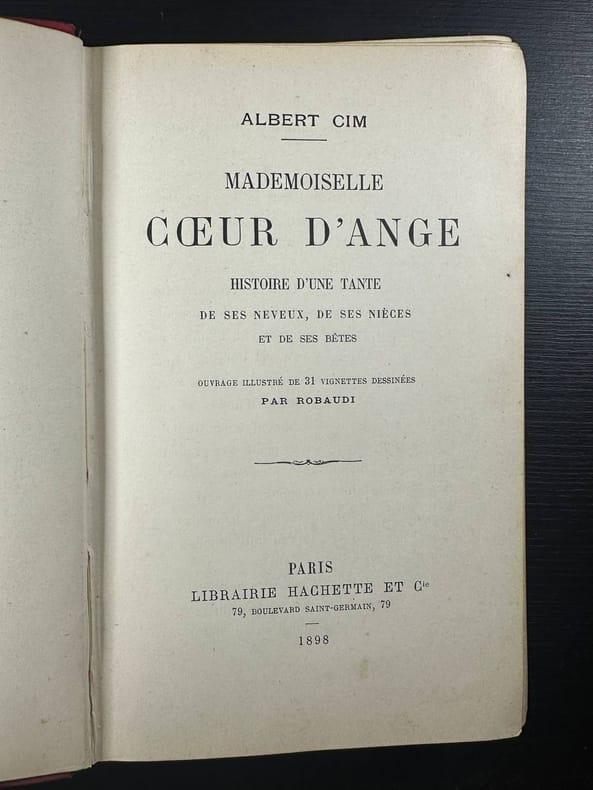 ALBERT CIM
MADEMOISELLE
CŒUR D'ANGE
HISTOIRE D'UNE TANTE
DE SES NEVEUX, DE SES NIÈCES
ET DE SES BÊTES
OUVRAGE ILLUSTRÉ DE 31 VIGNETTES DESSINÉES
PAR ROBAUDI
PARIS
LIBRAIRIE HACHETTE ET Cie
79, BOULEVARD SAINT-GERMAIN, 79
1898